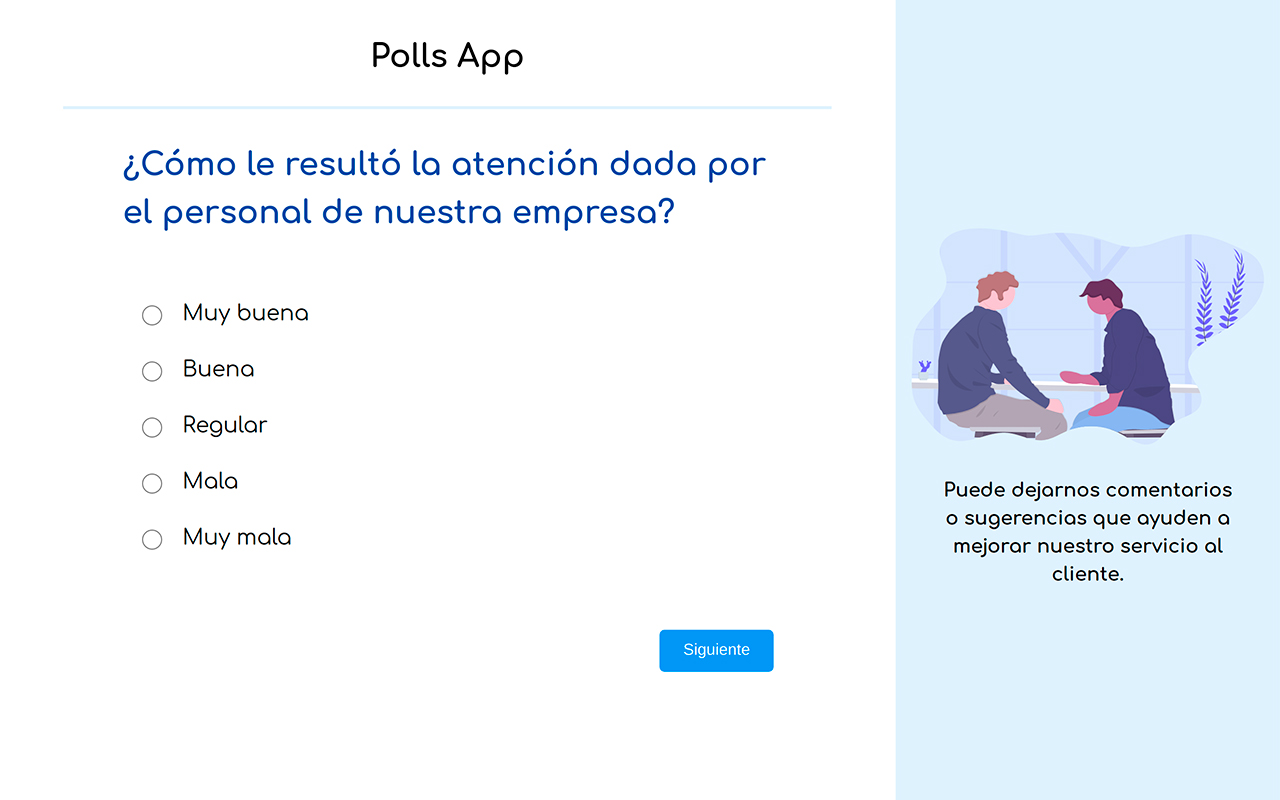 Polls App
¿Cómo le resultó la atención dada por
el personal de nuestra empresa?
Muy buena
Buena
Regular
Mala
Muy mala
Siguiente
Puede dejarnos comentarios
o sugerencias que ayuden a
mejorar nuestro servicio al
cliente.